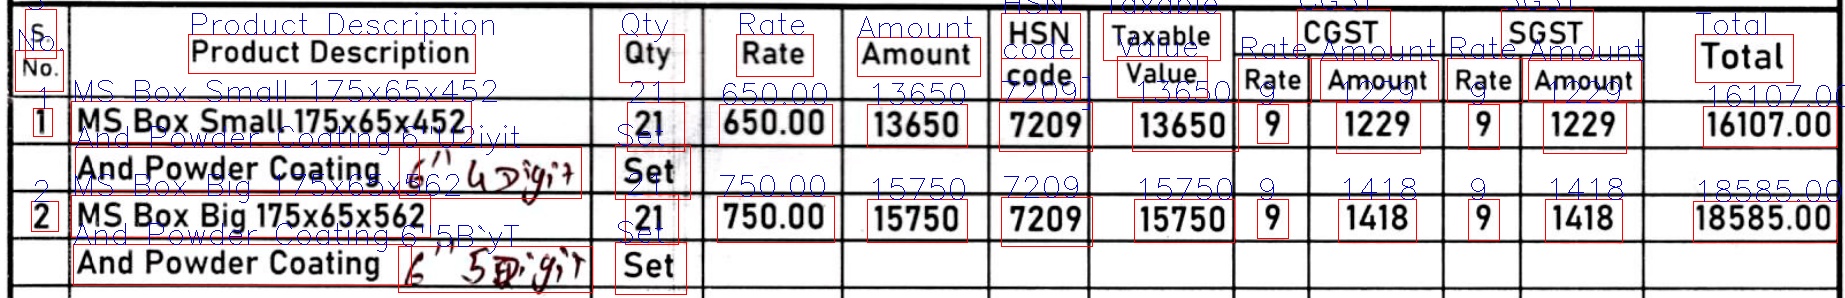 S. No. Product Description Qty Rate Amount HSN code Taxable Value CGST SGST Total
Rate Amount Rate Amount
1 MS Box Small 175x65x452 21 650.00 13650 7209 13650 9 1229 9 1229 16107.00
And Powder Coating 6" 4 Digit Set
2 MS Box Big 175x65x562 21 750.00 15750 7209 15750 9 1418 9 1418 18585.00
And Powder Coating 6" 5 Digit Set